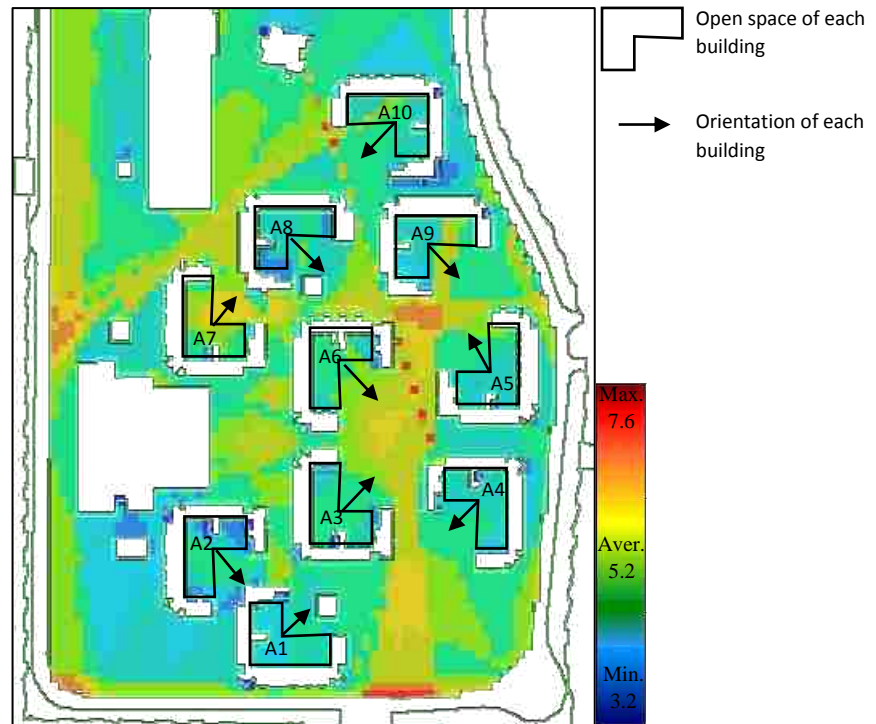 Open space of each
building
Orientation of each
building
A10
A8
A9
A7
A6
A5
A4
A3
A2
A1
Max.
7.6
Aver.
5.2
Min.
3.2